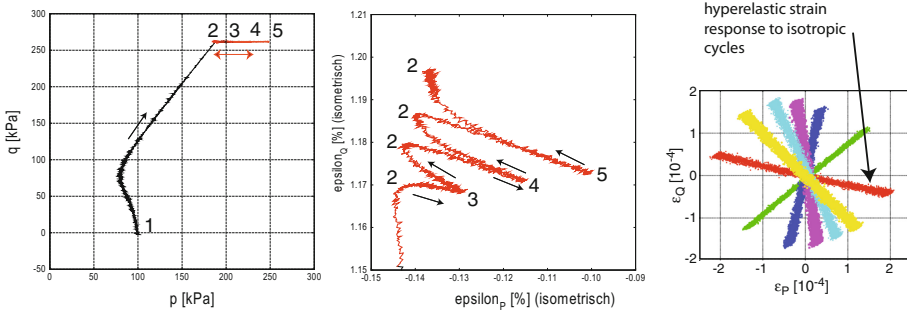 300
250
200
150
100
50
0
-50
q [kPa]
2 3 4 5
1
0 50 100 150 200 250 300
p [kPa]
1.21
1.20
1.19
1.18
1.17
1.16
1.15
epsilonQ [%] (isometrisch)
2
2
2
2
3
4
5
-0.15 -0.14 -0.13 -0.12 -0.11 -0.10 -0.09
epsilonP [%] (isometrisch)
hyperelastic strain
response to isotropic
cycles
2
1
0
-1
-2
εQ [10-4]
-2 -1 0 1 2
εP [10-4]